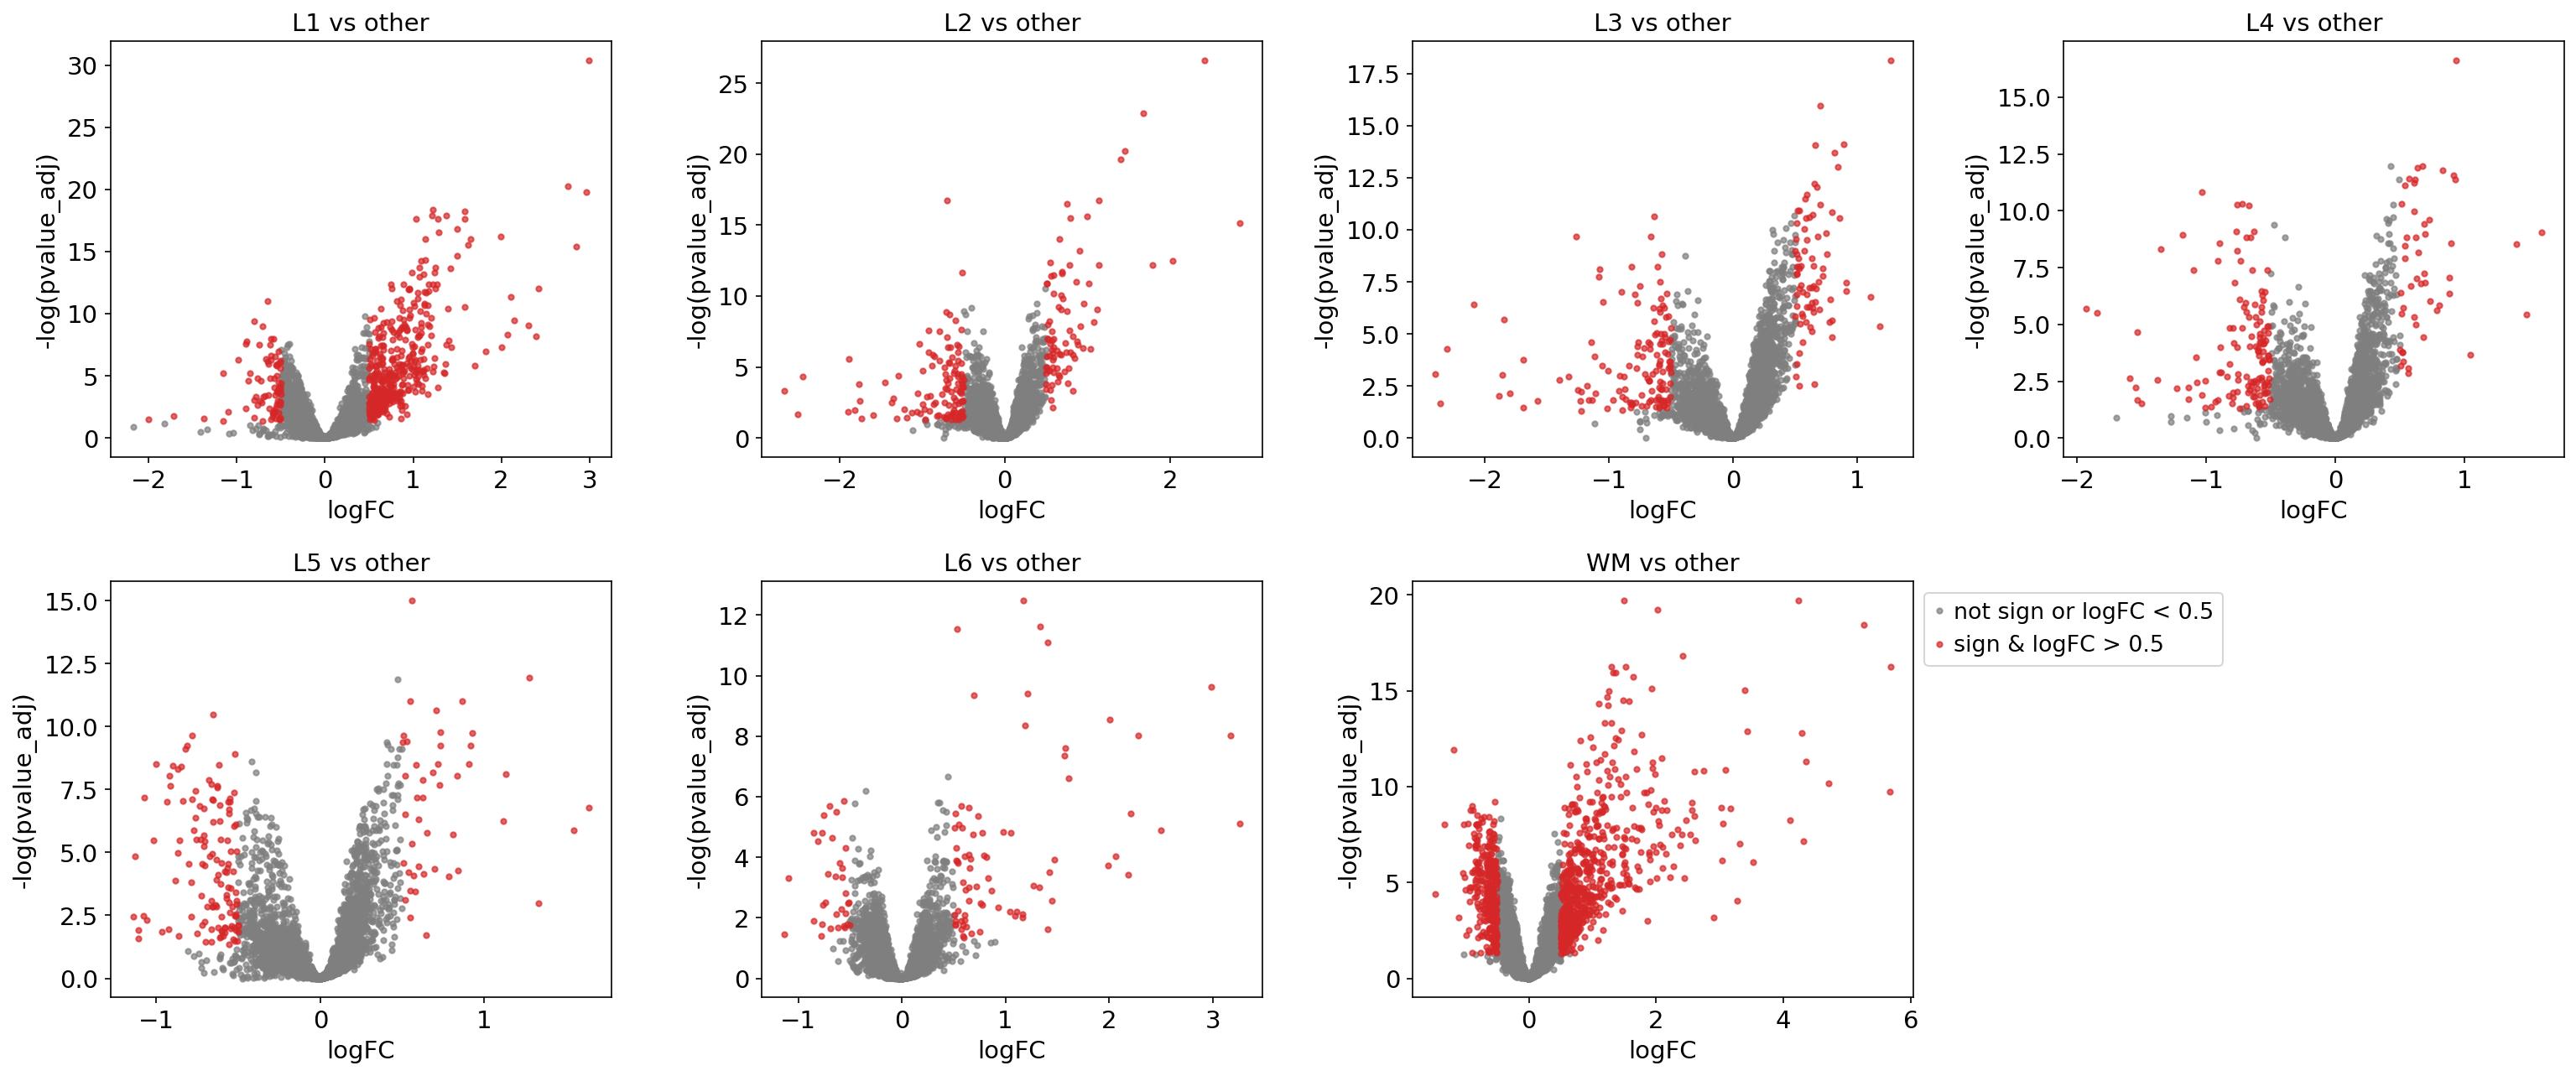 L1 vs other
30
25
20
15
10
5
0
−2 −1 0 1 2 3
-log(pvalue_adj)
logFC
L2 vs other
25
20
15
10
5
0
−2 0 2
-log(pvalue_adj)
logFC
L3 vs other
17.5
15.0
12.5
10.0
7.5
5.0
2.5
0.0
−2 −1 0 1
-log(pvalue_adj)
logFC
L4 vs other
15.0
12.5
10.0
7.5
5.0
2.5
0.0
−2 −1 0 1
-log(pvalue_adj)
logFC
L5 vs other
15.0
12.5
10.0
7.5
5.0
2.5
0.0
−1 0 1
-log(pvalue_adj)
logFC
L6 vs other
12
10
8
6
4
2
0
−1 0 1 2 3
-log(pvalue_adj)
logFC
WM vs other
20
15
10
5
0
0 2 4 6
-log(pvalue_adj)
logFC
not sign or logFC < 0.5
sign & logFC > 0.5